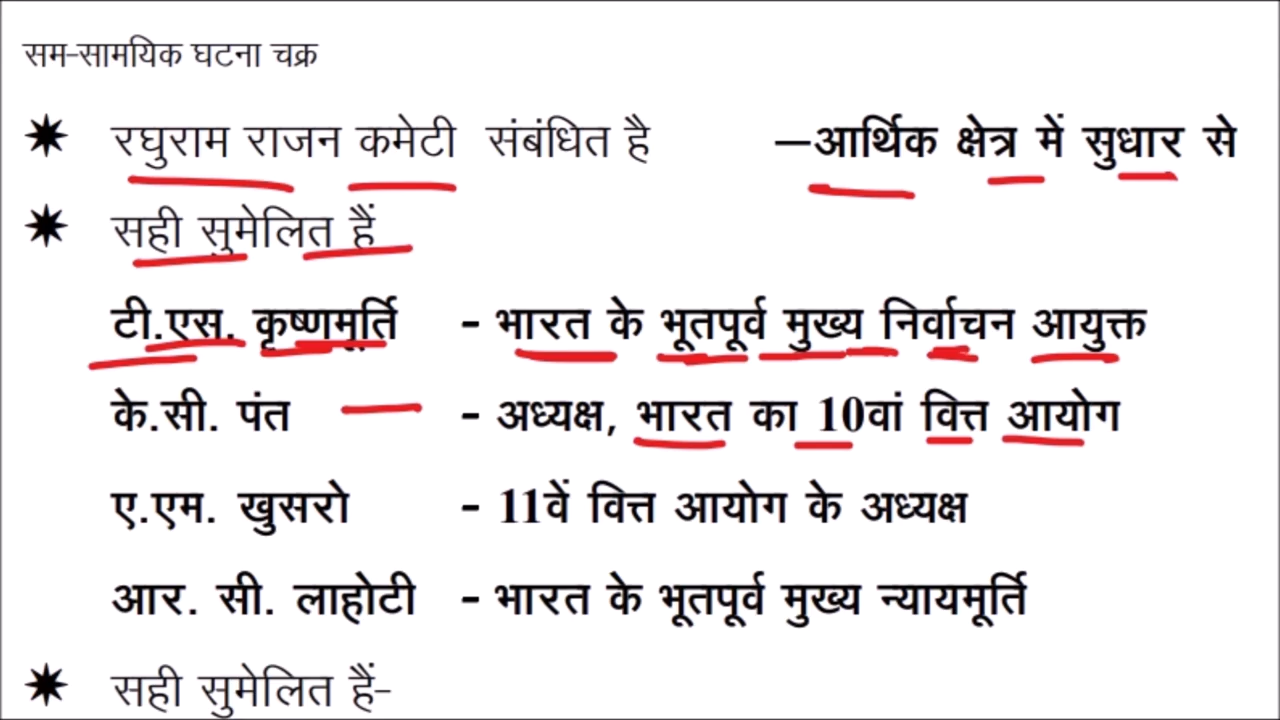 सम-सामयिक घटना चक्र
✷ रघुराम राजन कमेटी संबंधित है –आर्थिक क्षेत्र में सुधार से
✷ सही सुमेलित हैं
टी.एस. कृष्णमूर्ति - भारत के भूतपूर्व मुख्य निर्वाचन आयुक्त
के.सी. पंत - अध्यक्ष, भारत का 10वां वित्त आयोग
ए.एम. खुसरो - 11वें वित्त आयोग के अध्यक्ष
आर. सी. लाहोटी - भारत के भूतपूर्व मुख्य न्यायमूर्ति
✷ सही सुमेलित हैं-